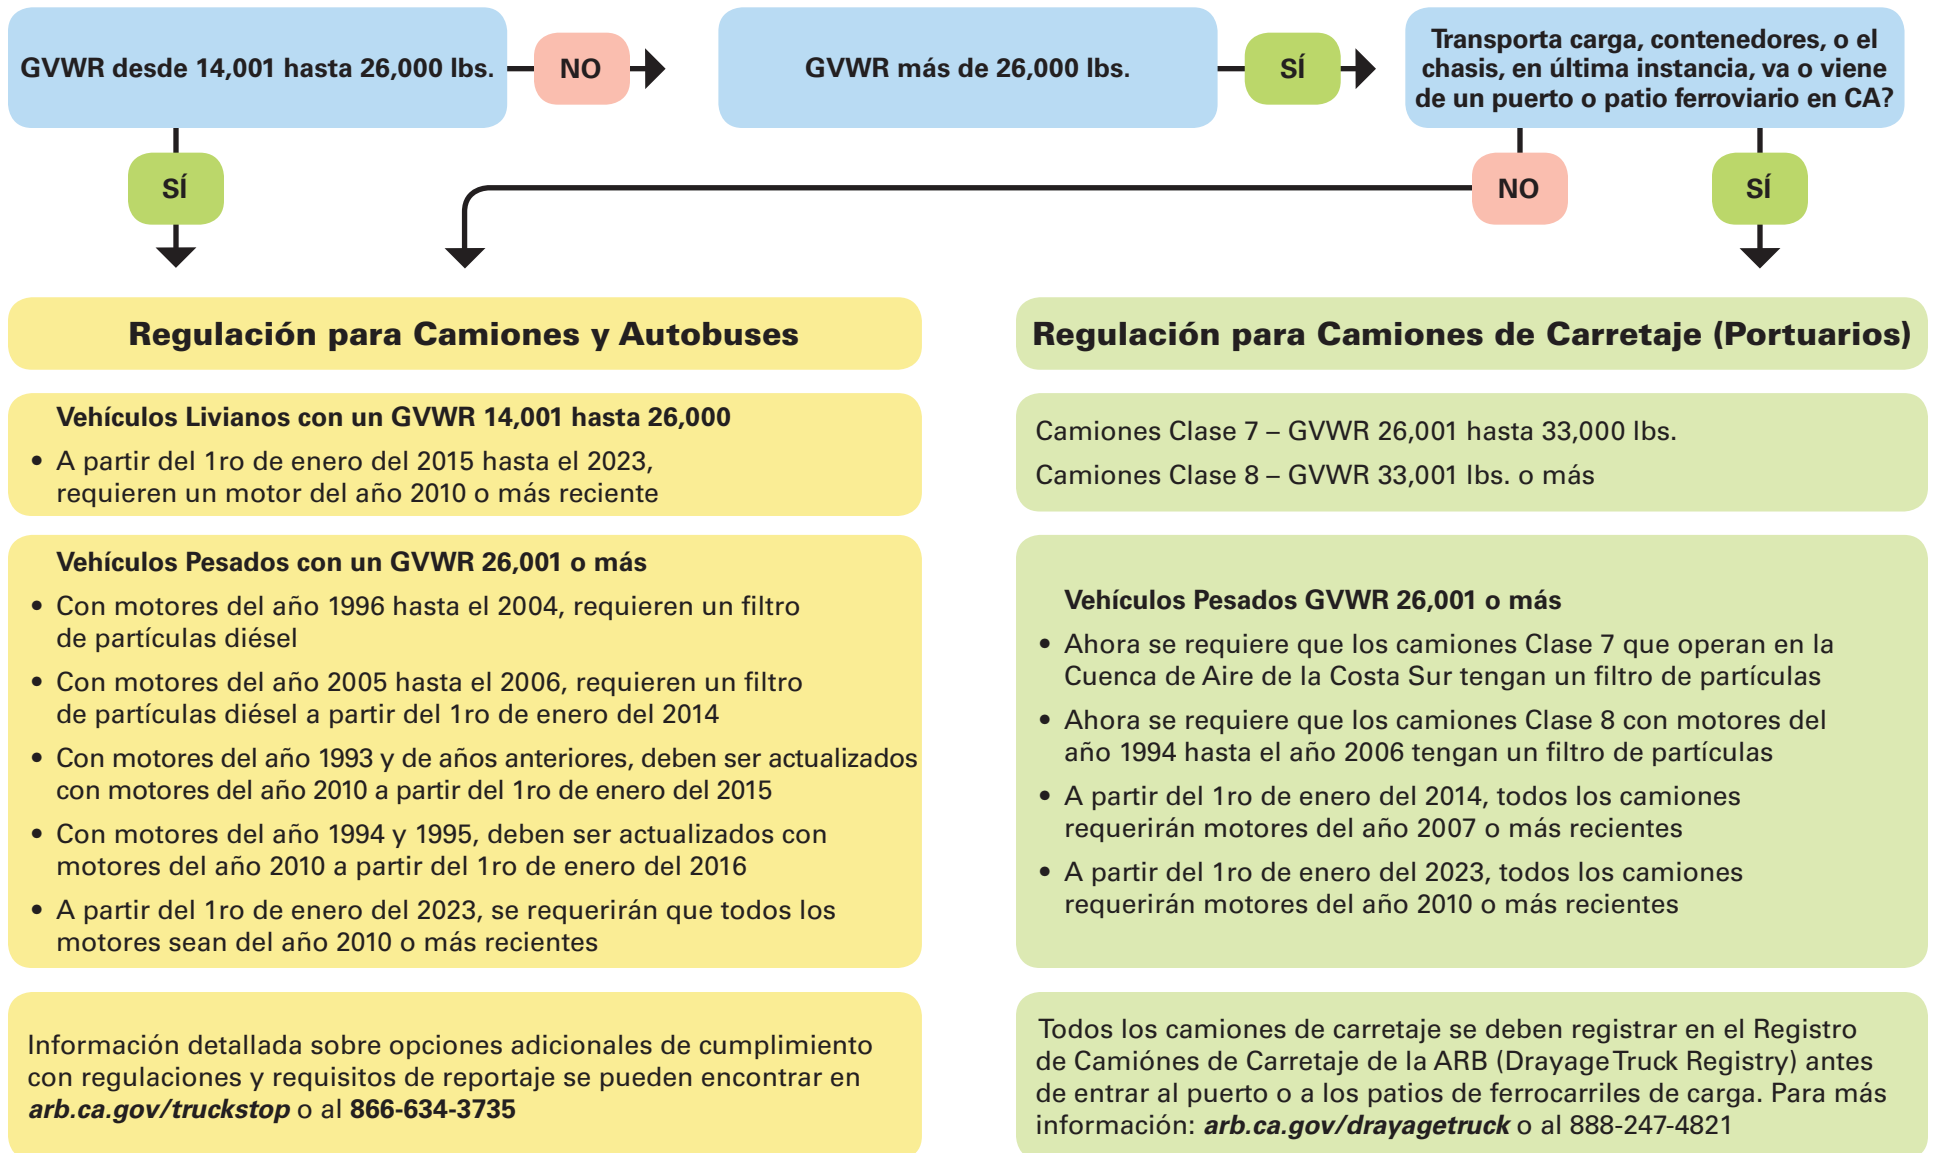 GVWR desde 14,001 hasta 26,000 lbs.
NO
GVWR más de 26,000 lbs.
SÍ
Transporta carga, contenedores, o el
chasis, en última instancia, va o viene
de un puerto o patio ferroviario en CA?
SÍ
NO
SÍ
Regulación para Camiones y Autobuses
Vehículos Livianos con un GVWR 14,001 hasta 26,000
• A partir del 1ro de enero del 2015 hasta el 2023,
requieren un motor del año 2010 o más reciente
Vehículos Pesados con un GVWR 26,001 o más
• Con motores del año 1996 hasta el 2004, requieren un filtro
de partículas diésel
• Con motores del año 2005 hasta el 2006, requieren un filtro
de partículas diésel a partir del 1ro de enero del 2014
• Con motores del año 1993 y de años anteriores, deben ser actualizados
con motores del año 2010 a partir del 1ro de enero del 2015
• Con motores del año 1994 y 1995, deben ser actualizados con
motores del año 2010 a partir del 1ro de enero del 2016
• A partir del 1ro de enero del 2023, se requerirán que todos los
motores sean del año 2010 o más recientes
Información detallada sobre opciones adicionales de cumplimiento
con regulaciones y requisitos de reportaje se pueden encontrar en
arb.ca.gov/truckstop o al 866-634-3735
Regulación para Camiones de Carretaje (Portuarios)
Camiones Clase 7 – GVWR 26,001 hasta 33,000 lbs.
Camiones Clase 8 – GVWR 33,001 lbs. o más
Vehículos Pesados GVWR 26,001 o más
• Ahora se requiere que los camiones Clase 7 que operan en la
Cuenca de Aire de la Costa Sur tengan un filtro de partículas
• Ahora se requiere que los camiones Clase 8 con motores del
año 1994 hasta el año 2006 tengan un filtro de partículas
• A partir del 1ro de enero del 2014, todos los camiones
requerirán motores del año 2007 o más recientes
• A partir del 1ro de enero del 2023, todos los camiones
requerirán motores del año 2010 o más recientes
Todos los camiones de carretaje se deben registrar en el Registro
de Camiónes de Carretaje de la ARB (Drayage Truck Registry) antes
de entrar al puerto o a los patios de ferrocarriles de carga. Para más
información: arb.ca.gov/drayagetruck o al 888-247-4821